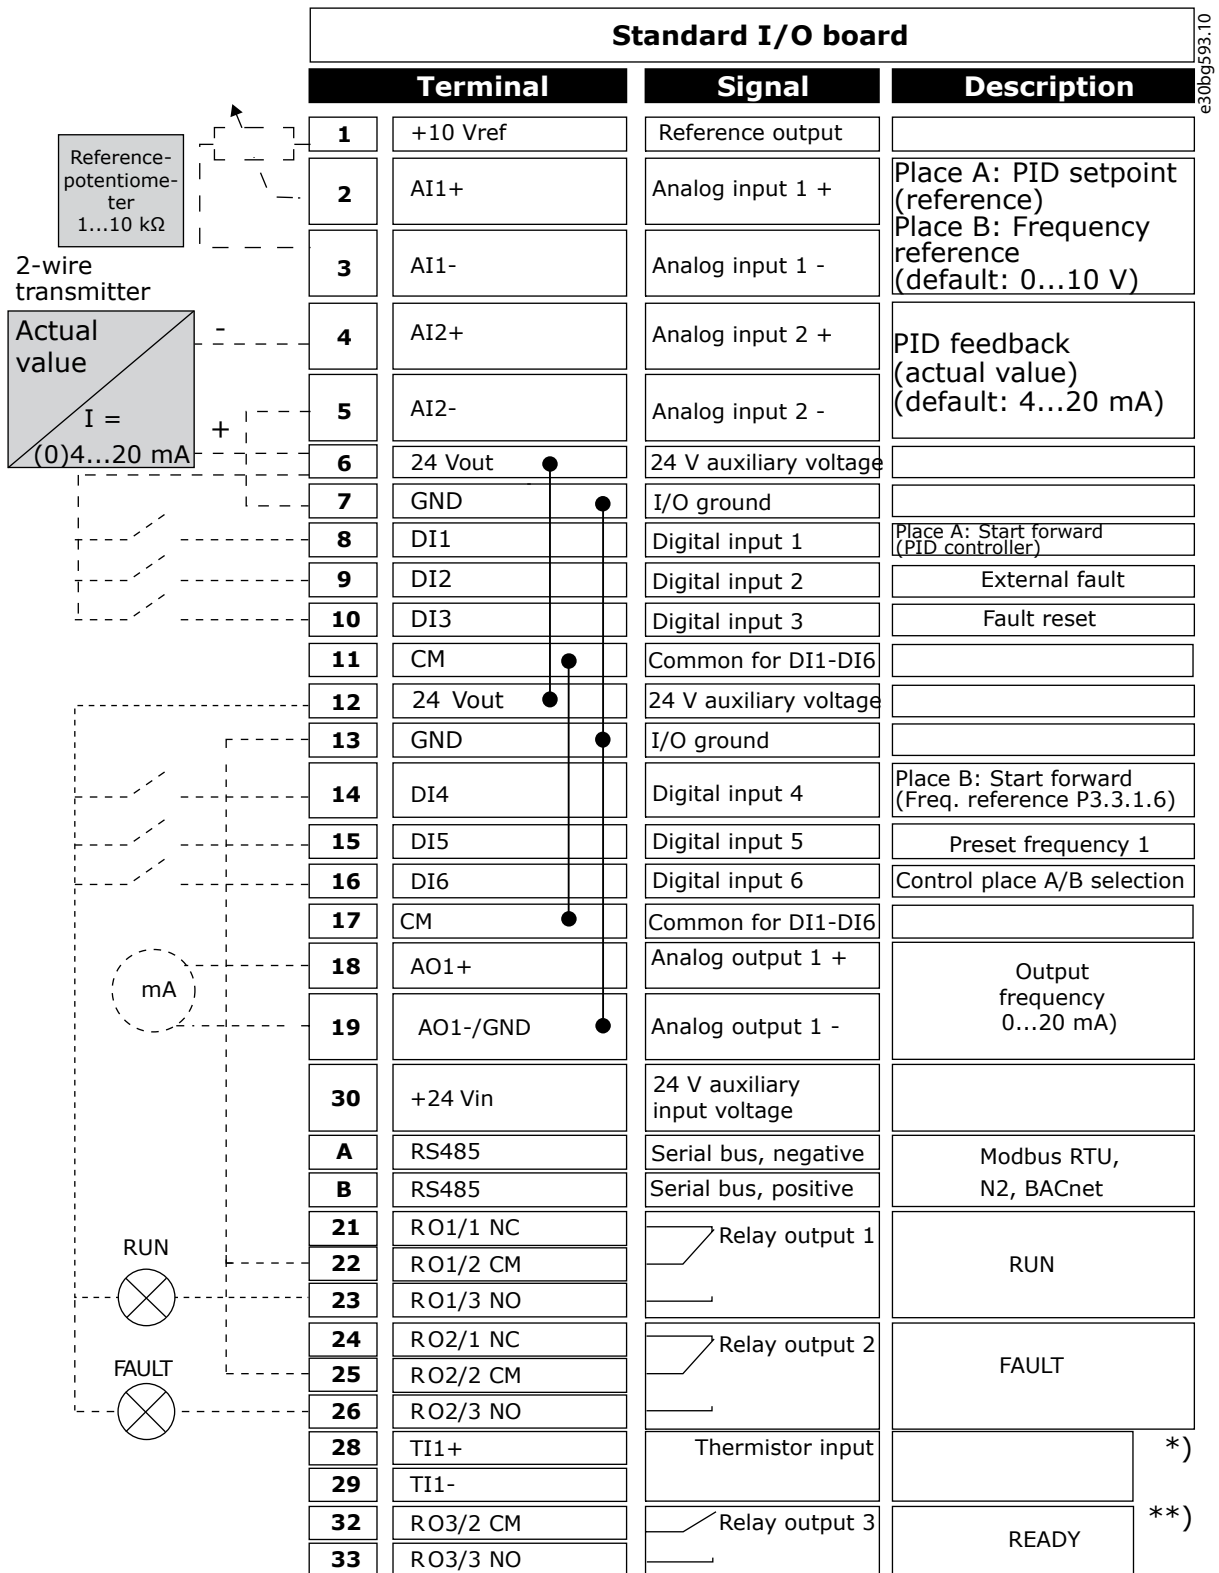 Standard I/O board
e30bg593.10
Terminal Signal Description
1 +10 Vref Reference output
Reference-
potentiome-
ter
1...10 kΩ
2 AI1+ Analog input 1 +
Place A: PID setpoint
(reference)
Place B: Frequency
reference
(default: 0...10 V)
3 AI1- Analog input 1 -
2-wire
transmitter
Actual
value
I =
(0)4...20 mA
-
+
4 AI2+ Analog input 2 +
PID feedback
(actual value)
(default: 4...20 mA)
5 AI2- Analog input 2 -
6 24 Vout 24 V auxiliary voltage
7 GND I/O ground
8 DI1 Digital input 1
Place A: Start forward
(PID controller)
9 DI2 Digital input 2 External fault
10 DI3 Digital input 3 Fault reset
11 CM Common for DI1-DI6
12 24 Vout 24 V auxiliary voltage
13 GND I/O ground
14 DI4 Digital input 4
Place B: Start forward
(Freq. reference P3.3.1.6)
15 DI5 Digital input 5 Preset frequency 1
16 DI6 Digital input 6 Control place A/B selection
17 CM Common for DI1-DI6
mA
18 AO1+ Analog output 1 +
Output
frequency
0...20 mA)
19 AO1-/GND Analog output 1 -
30 +24 Vin
24 V auxiliary
input voltage
A RS485 Serial bus, negative
Modbus RTU,
B RS485 Serial bus, positive
N2, BACnet
21 RO1/1 NC Relay output 1
RUN
22 RO1/2 CM RUN
23 RO1/3 NO
24 RO2/1 NC Relay output 2
FAULT
25 RO2/2 CM FAULT
26 RO2/3 NO
28 TI1+ Thermistor input *)
29 TI1-
32 RO3/2 CM Relay output 3 **)
READY
33 RO3/3 NO